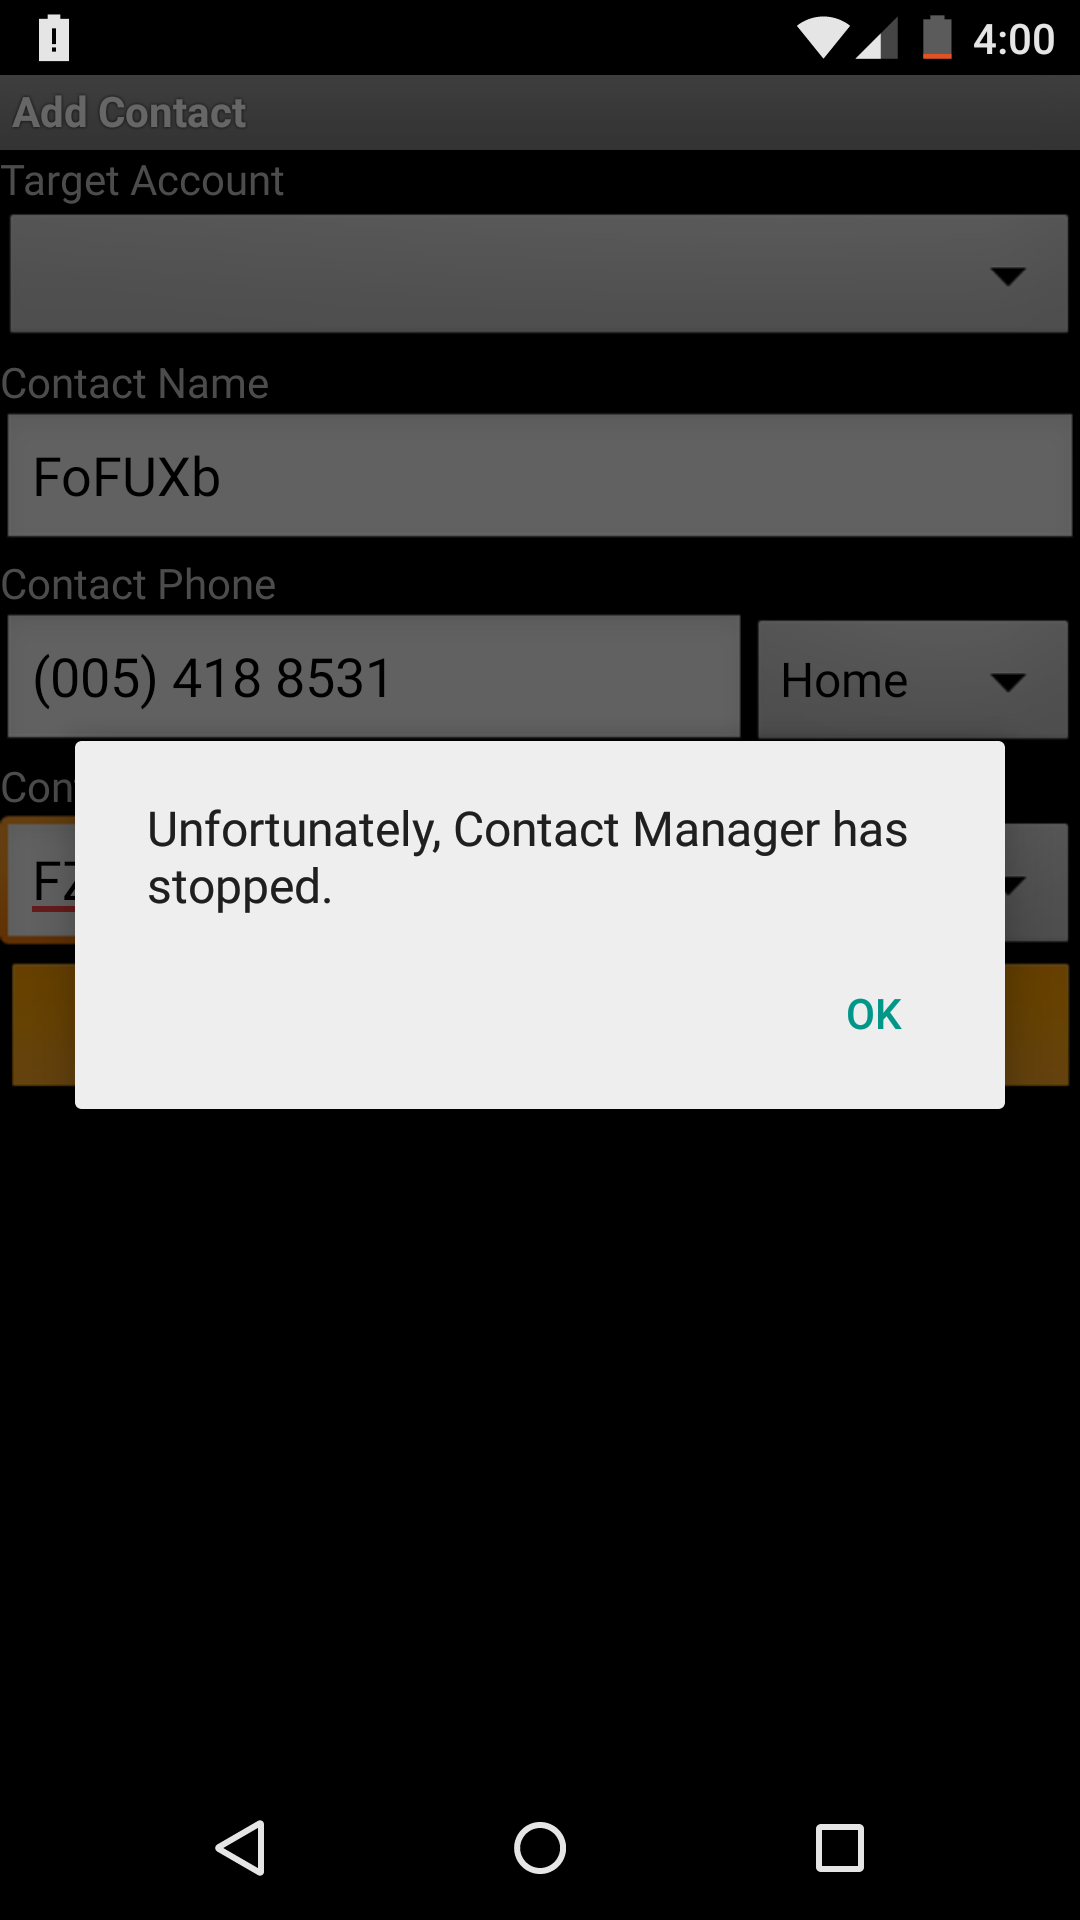 4:00
Add Contact
Target Account
Contact Name
FoFUXb
Contact Phone
(005) 418 8531
Home
Unfortunately, Contact Manager has
stopped.
OK